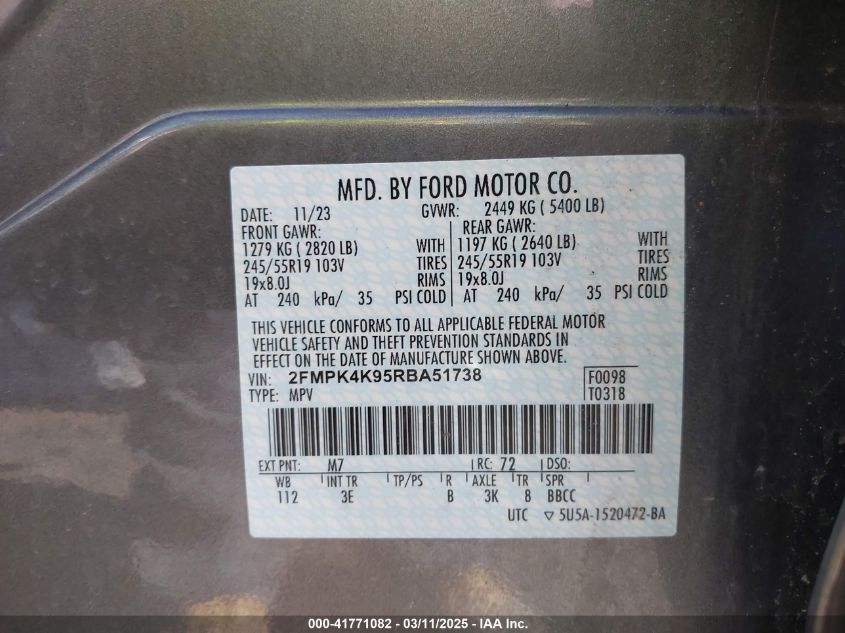 MFD. BY FORD MOTOR CO.
DATE: 11/23 GVWR: 2449 KG ( 5400 LB)
FRONT GAWR: REAR GAWR:
1279 KG ( 2820 LB) WITH 1197 KG ( 2640 LB) WITH
245/55R19 103V TIRES 245/55R19 103V TIRES
19x8.0J RIMS 19x8.0J RIMS
AT 240 kPa/ 35 PSI COLD AT 240 kPa/ 35 PSI COLD
THIS VEHICLE CONFORMS TO ALL APPLICABLE FEDERAL MOTOR
VEHICLE SAFETY AND THEFT PREVENTION STANDARDS IN
EFFECT ON THE DATE OF MANUFACTURE SHOWN ABOVE.
VIN: 2FMPK4K95RBA51738 F0098
TYPE: MPV T0318
EXT PNT: M7 RC: 72 DSO:
WB INT TR TP/PS R AXLE TR SPR
112 3E B 3K 8 BBCC
UTC ▽ 5U5A-1520472-BA
000-41771082 - 03/11/2025 - IAA Inc.